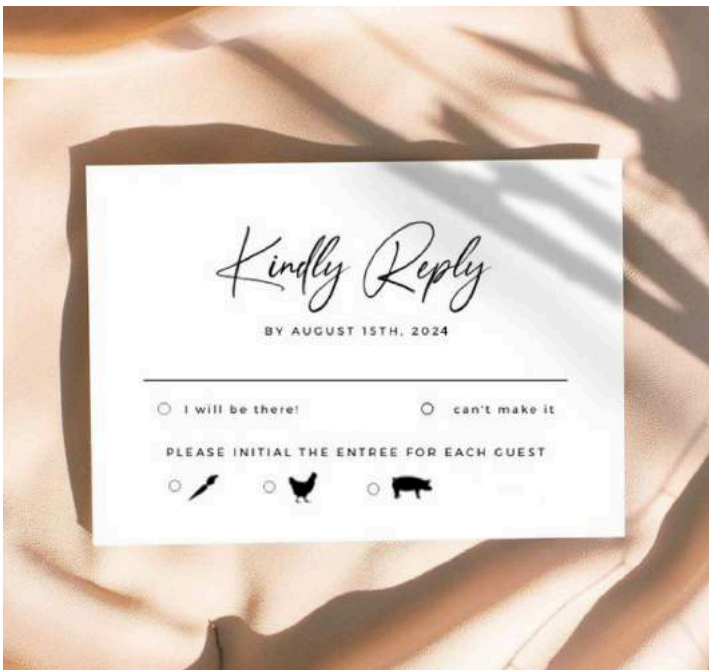 Kindly Reply
BY AUGUST 15TH, 2024
I will be there! can't make it
PLEASE INITIAL THE ENTREE FOR EACH GUEST